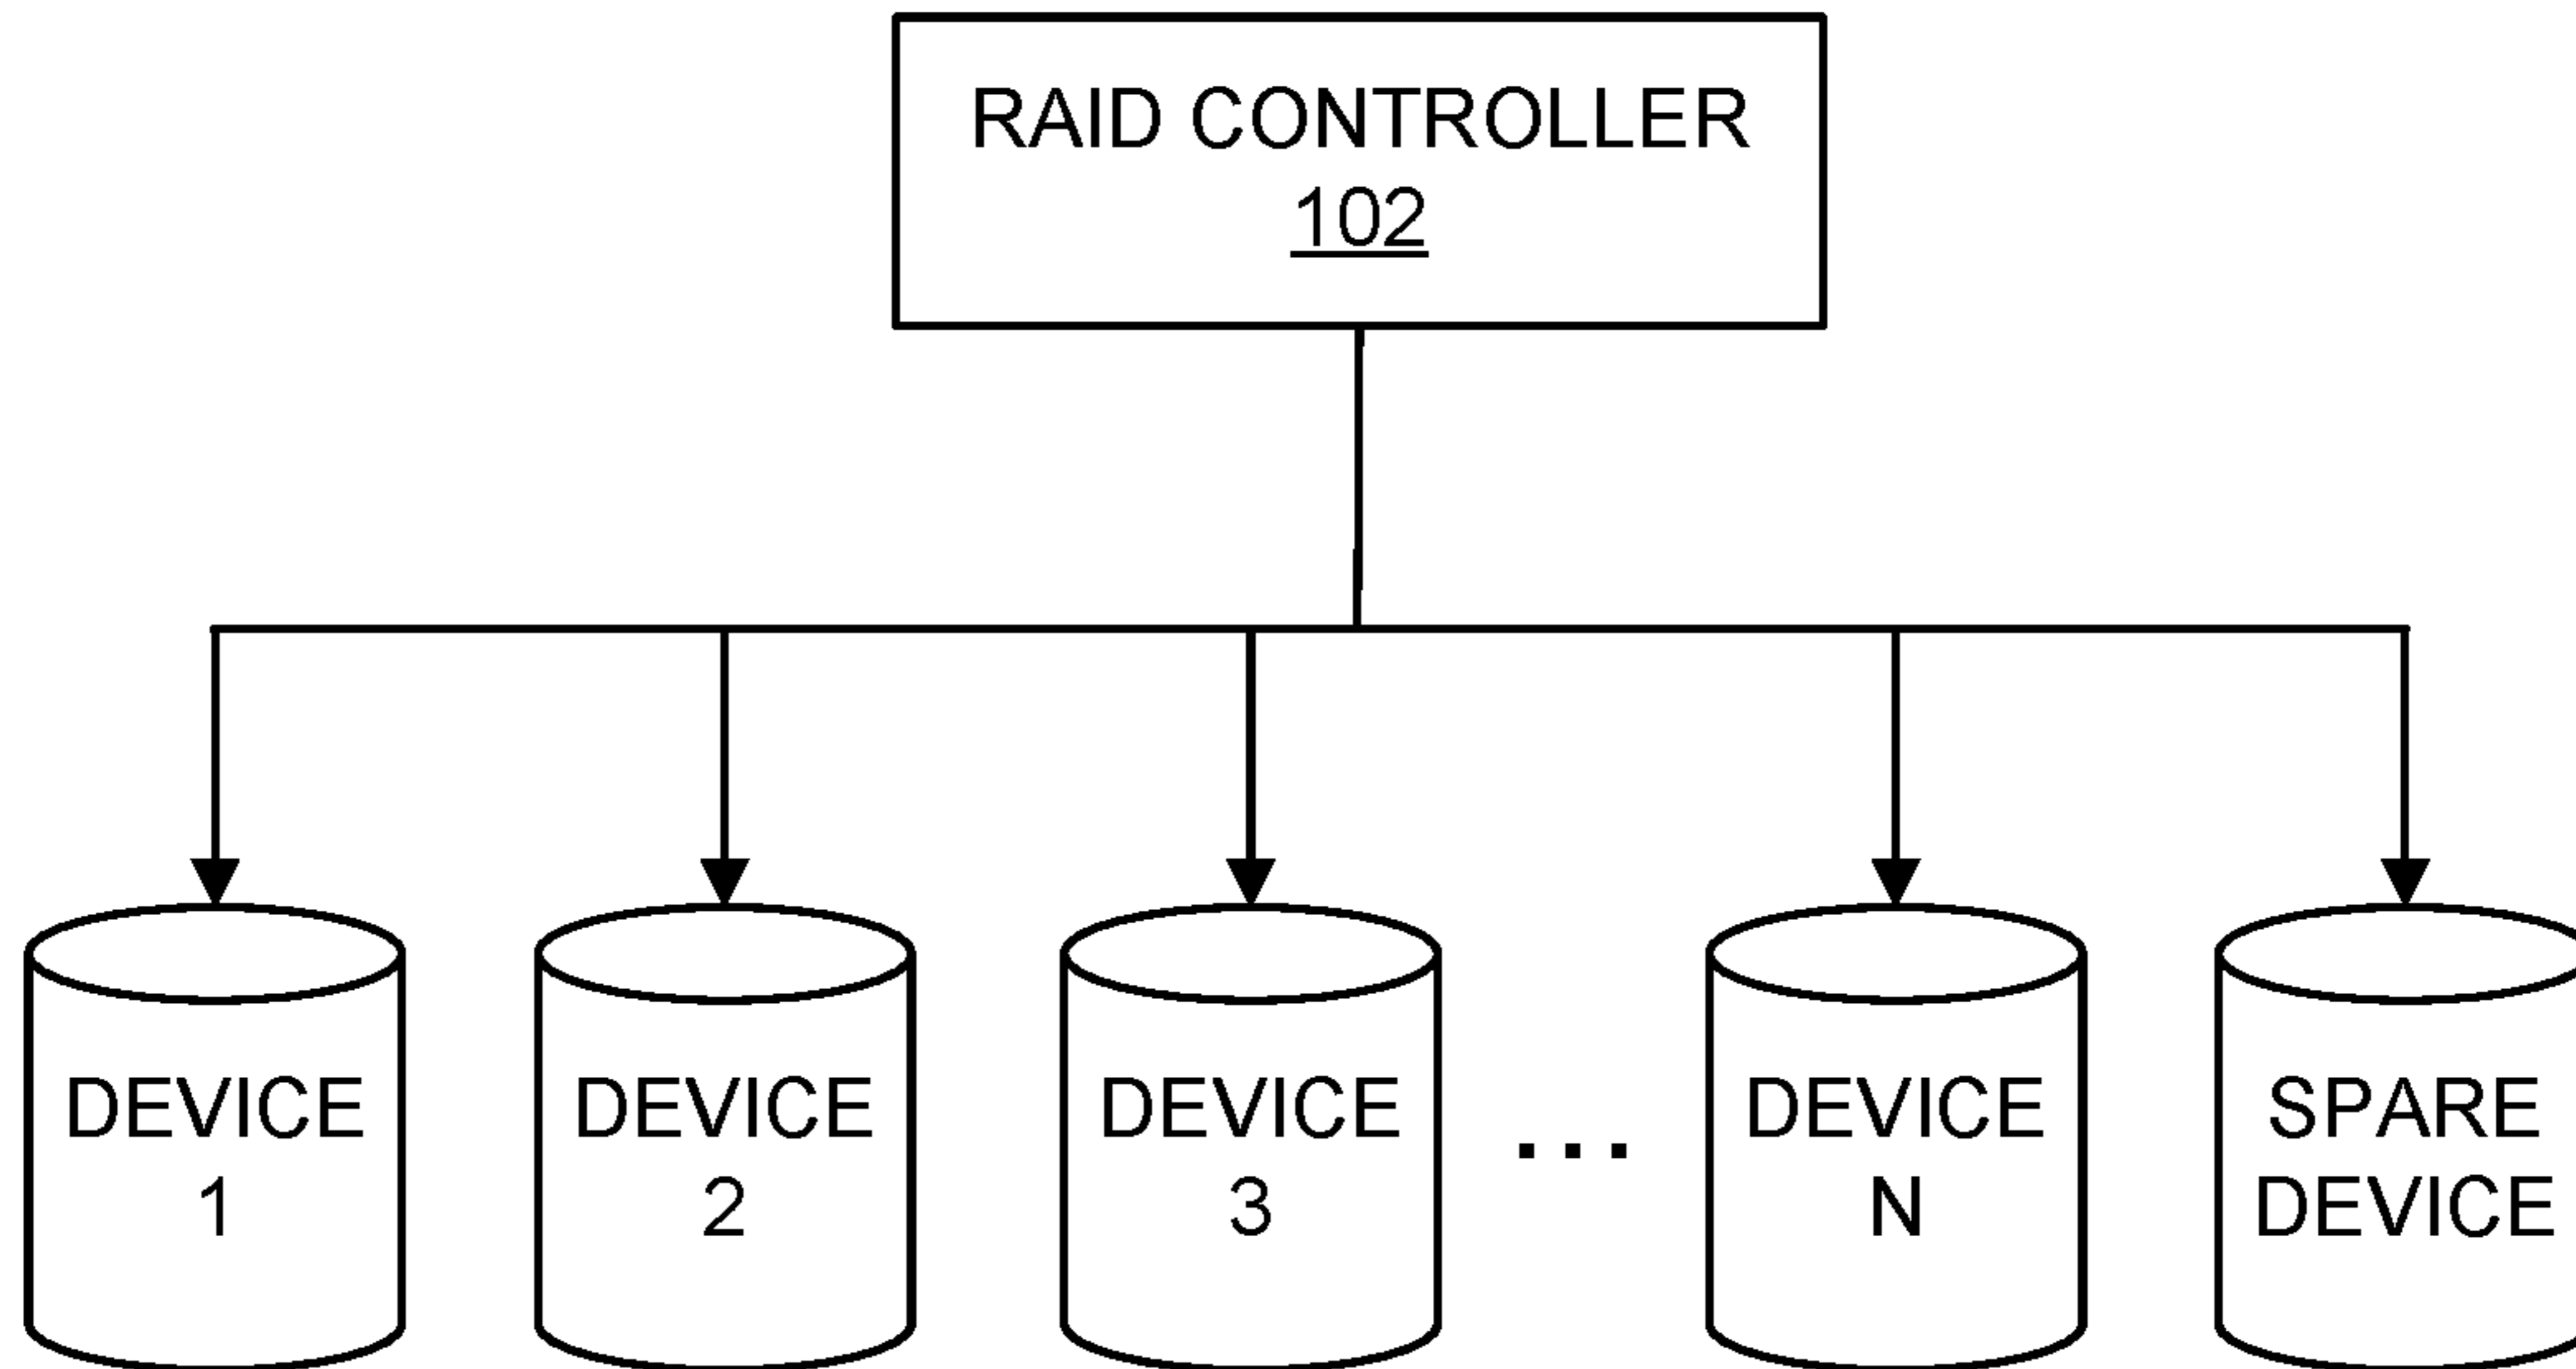 RAID CONTROLLER
102
DEVICE
1
DEVICE
2
DEVICE
3
...
DEVICE
N
SPARE
DEVICE